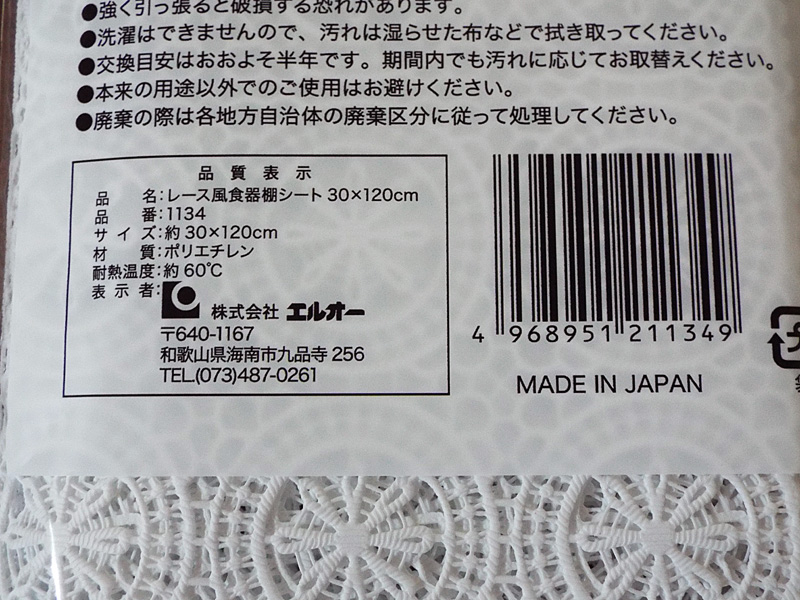 ●強く引っ張ると破損する恐れがあります。
●洗濯はできませんので、汚れは湿らせた布などで拭き取ってください。
●交換目安はおおよそ半年です。期間内でも汚れに応じてお取替えください。
●本来の用途以外でのご使用はお避けください。
●廃棄の際は各地方自治体の廃棄区分に従って処理してください。
品質表示
品名:レース風食器棚シート 30×120cm
品番:1134
サイズ:約30×120cm
材質:ポリエチレン
耐熱温度:約60℃
表示者:
株式会社 エルオー
〒640-1167
和歌山県海南市九品寺 256
TEL.(073)487-0261
4 968951 211349
MADE IN JAPAN